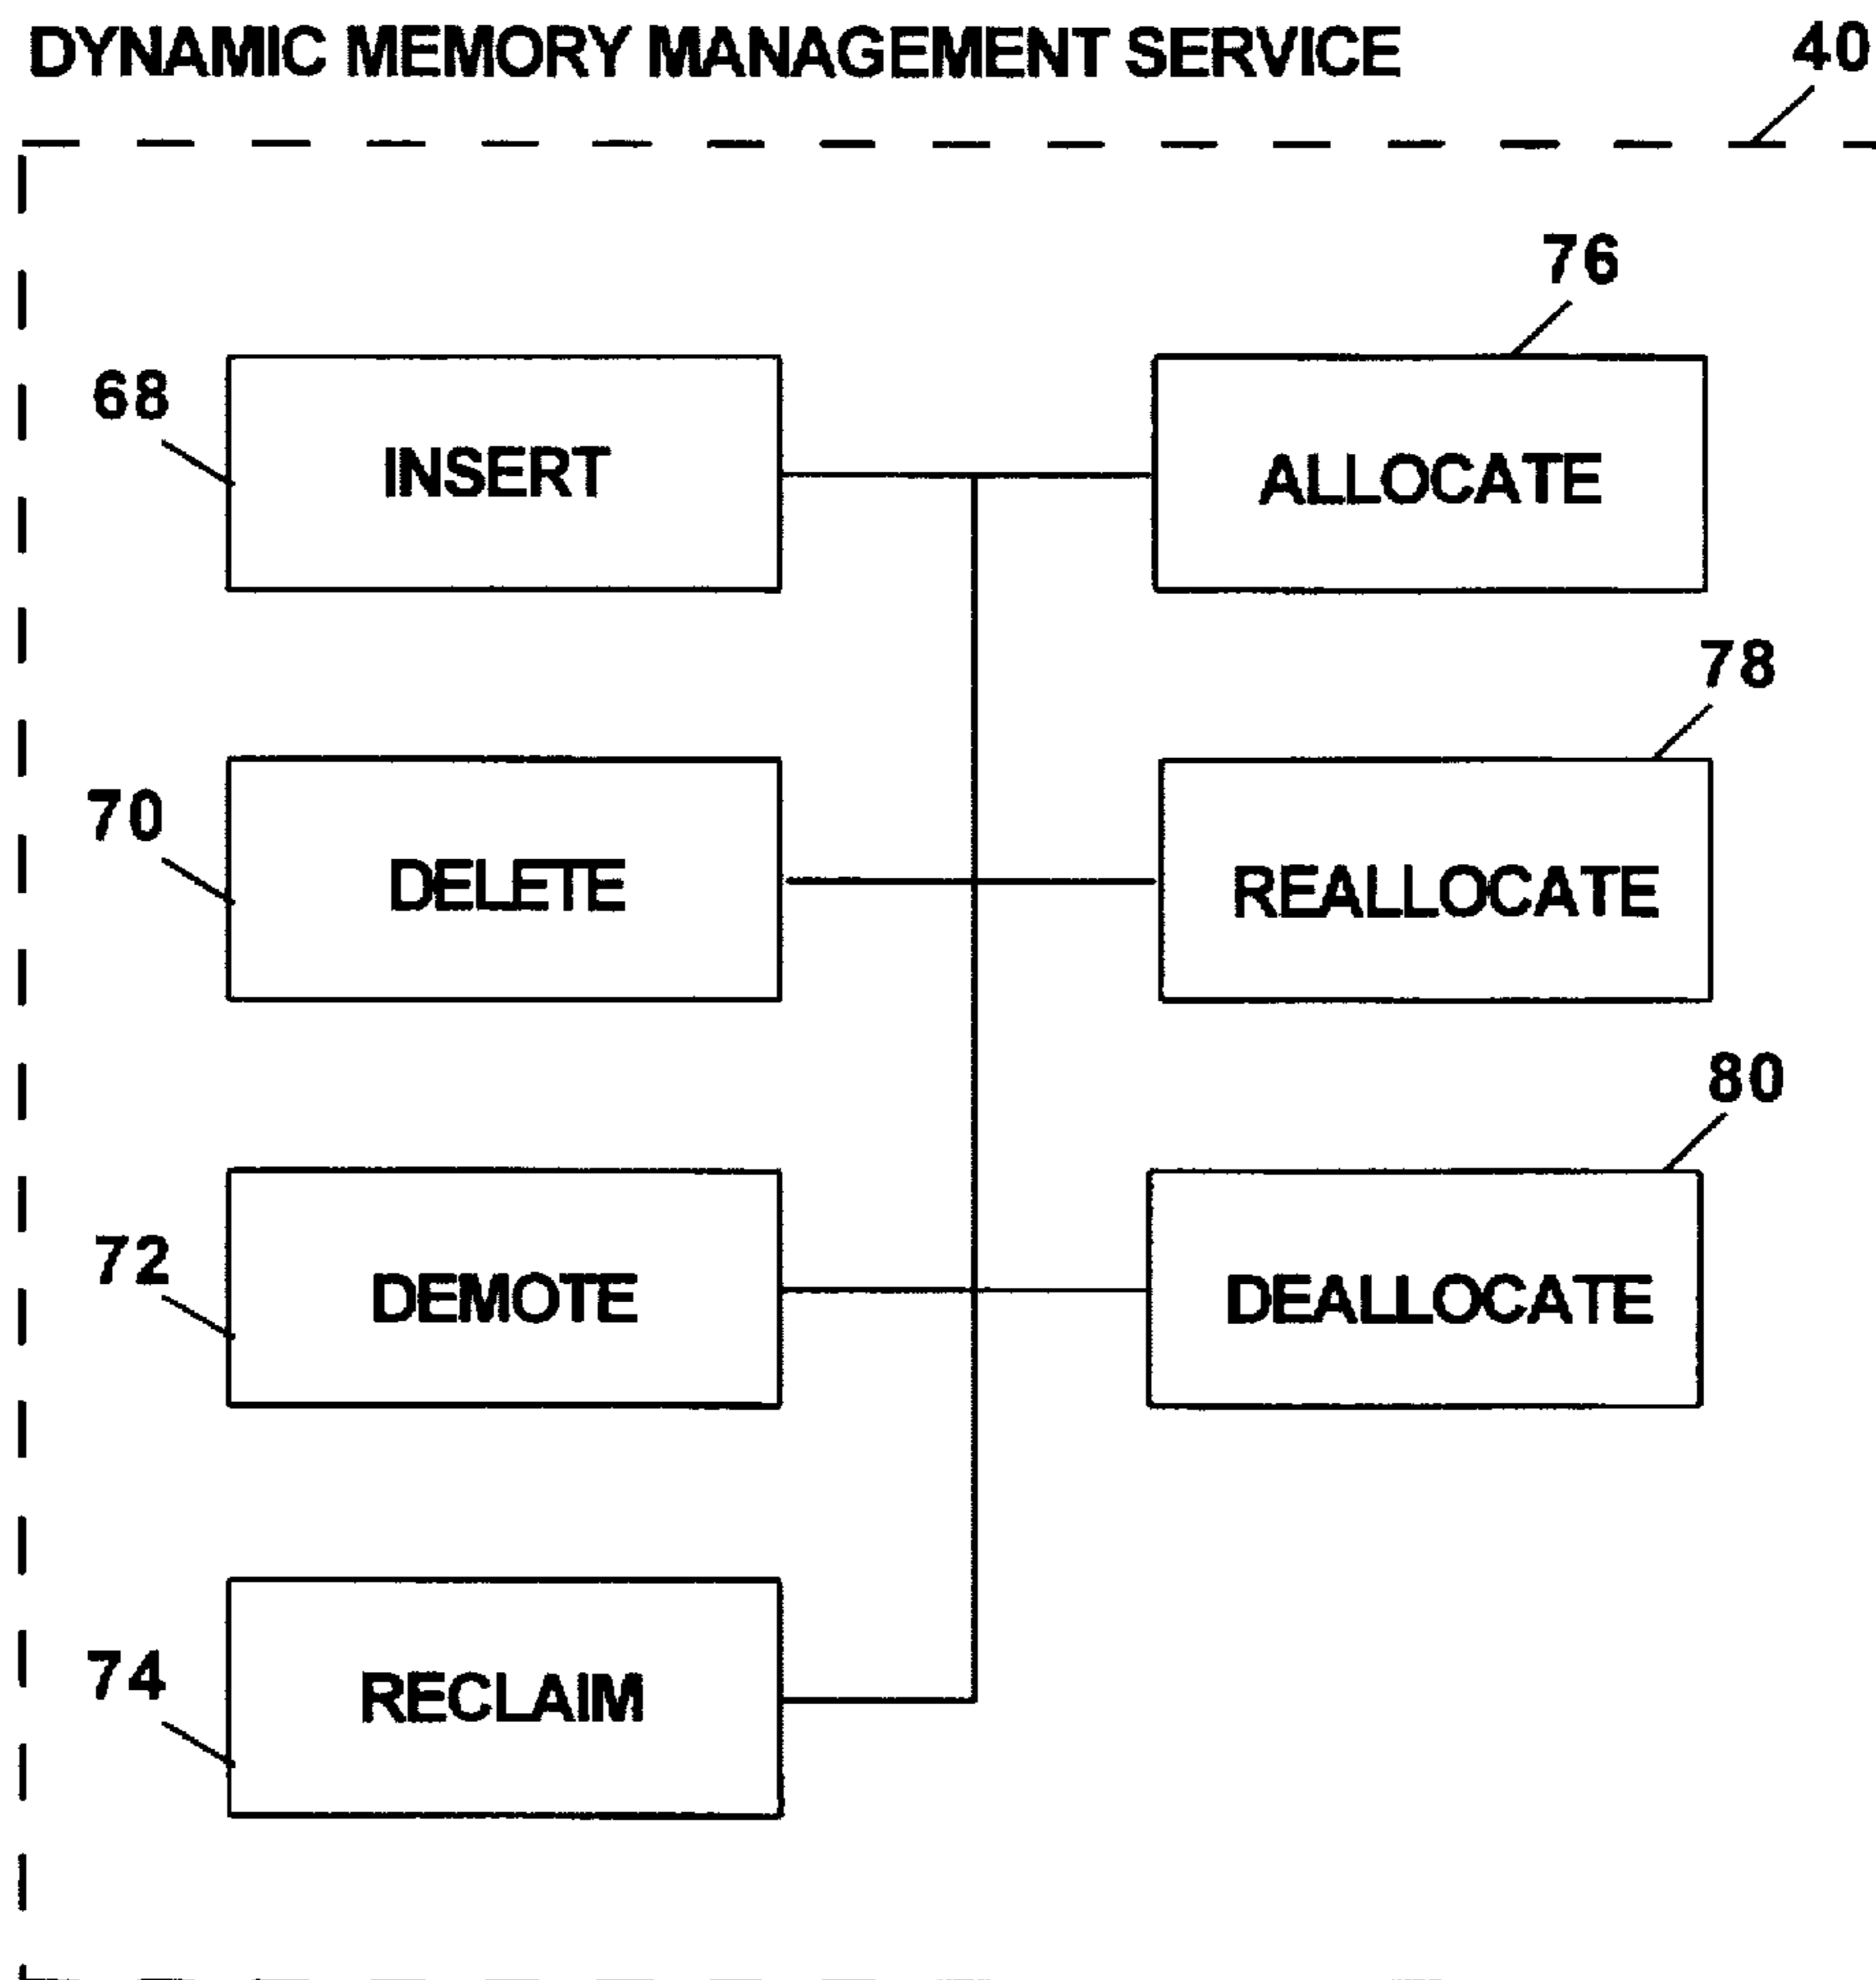 DYNAMIC MEMORY MANAGEMENT SERVICE
40
76
68
INSERT
ALLOCATE
78
70
DELETE
REALLOCATE
80
72
DEMOTE
DEALLOCATE
74
RECLAIM